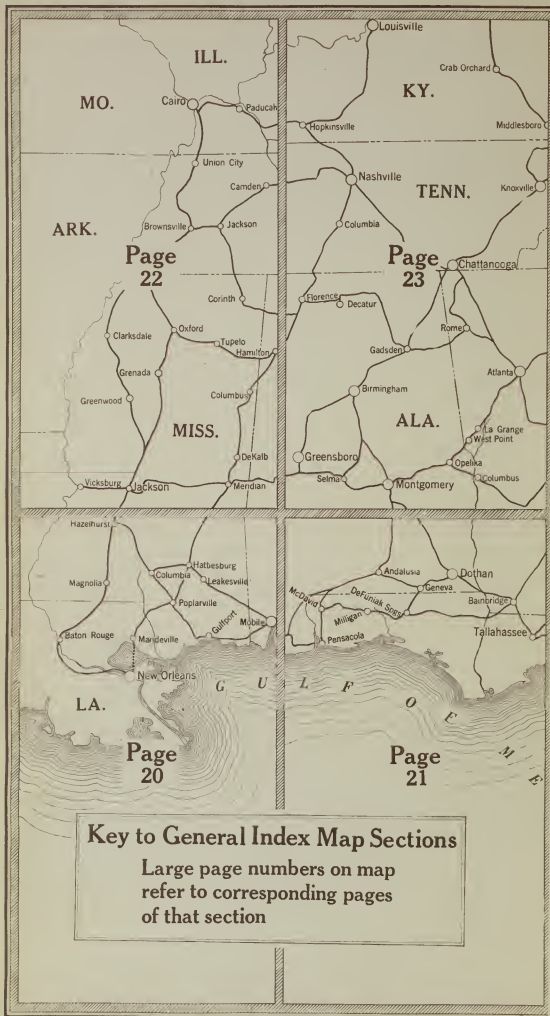 ILL.
MO.
Cairo
Paducah
Union City
Camden
ARK.
Brownsville
Jackson
Page
22
Corinth
Clarksdale
Oxford
Tupelo
Hamilton
Grenada
Greenwood
Columbus
MISS.
DeKalb
Vicksburg
Jackson
Meridian
Louisville
Crab Orchard
KY.
Hopkinsville
Middlesboro
Nashville
TENN.
Knoxville
Columbia
Page
23
Chattanooga
Florence
Decatur
Rome
Gadsden
Atlanta
Birmingham
ALA.
La Grange
West Point
Greensboro
Opelika
Selma
Montgomery
Columbus
Hazelhurst
Hatbesburg
Columbia
Leakesville
Magnolia
Poplarville
Gulfport
Mobile
Baton Rouge
Mandeville
New Orleans
LA.
Page
20
Andalusia
Dothan
Geneva
McDavid
DeFuniak Spgs
Bainbridge
Milligan
Pensacola
Tallahassee
GULF OF ME
Page
21
Key to General Index Map Sections
Large page numbers on map
refer to corresponding pages
of that section